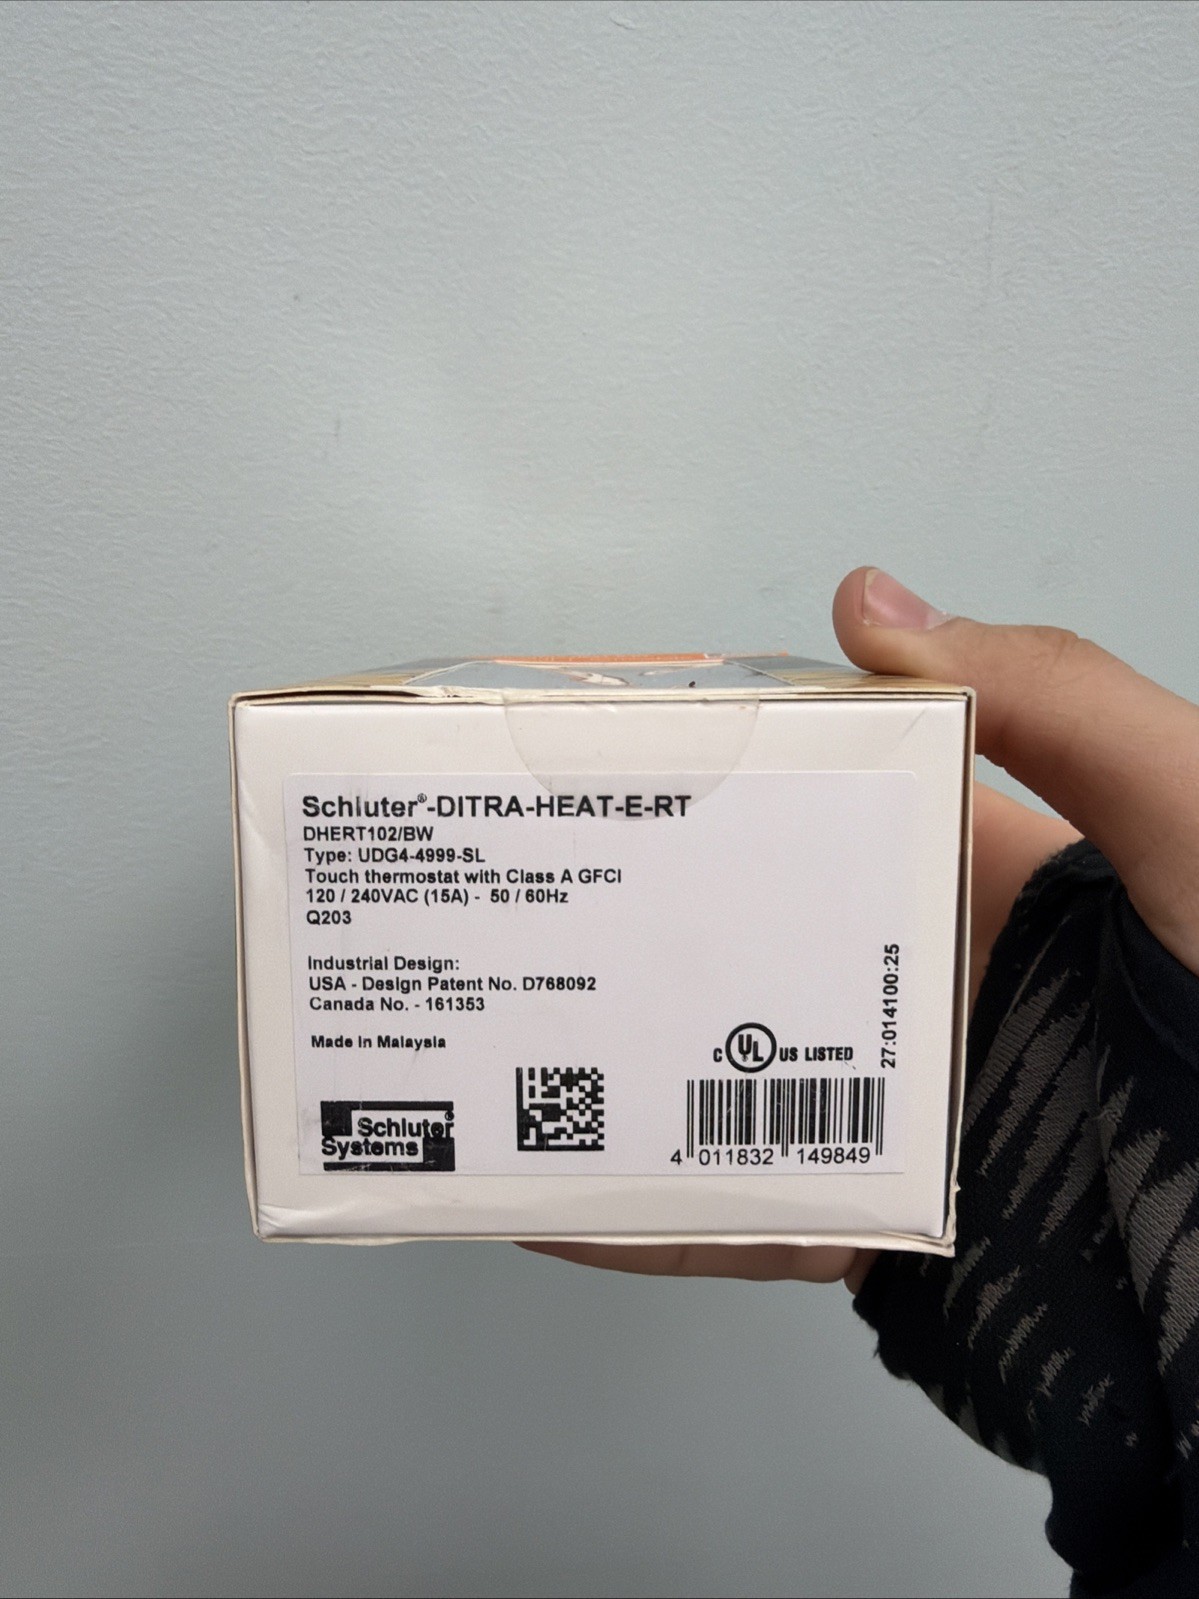 Schluter®-DITRA-HEAT-E-RT
DHERT102/BW
Type: UDG4-4999-SL
Touch thermostat with Class A GFCI
120 / 240VAC (15A) - 50 / 60Hz
Q203
Industrial Design:
USA - Design Patent No. D768092
Canada No. - 161353
Made in Malaysia
27:014100:25
C UL US LISTED
Schluter®
Systems
4 011832 149849